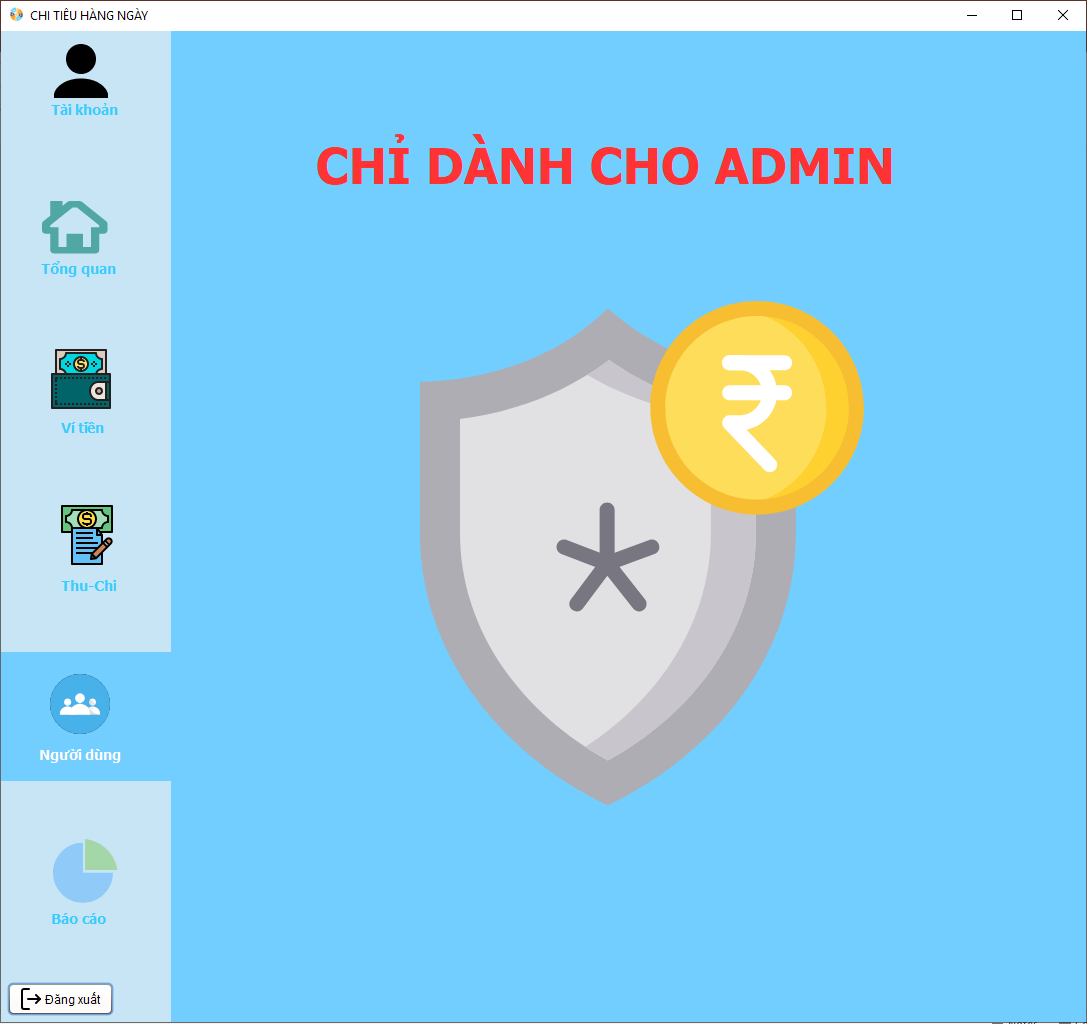 CHI TIÊU HÀNG NGÀY
Tài khoản
CHỈ DÀNH CHO ADMIN
Tổng quan
Ví tiền
Thu-Chi
Người dùng
Báo cáo
Đăng xuất